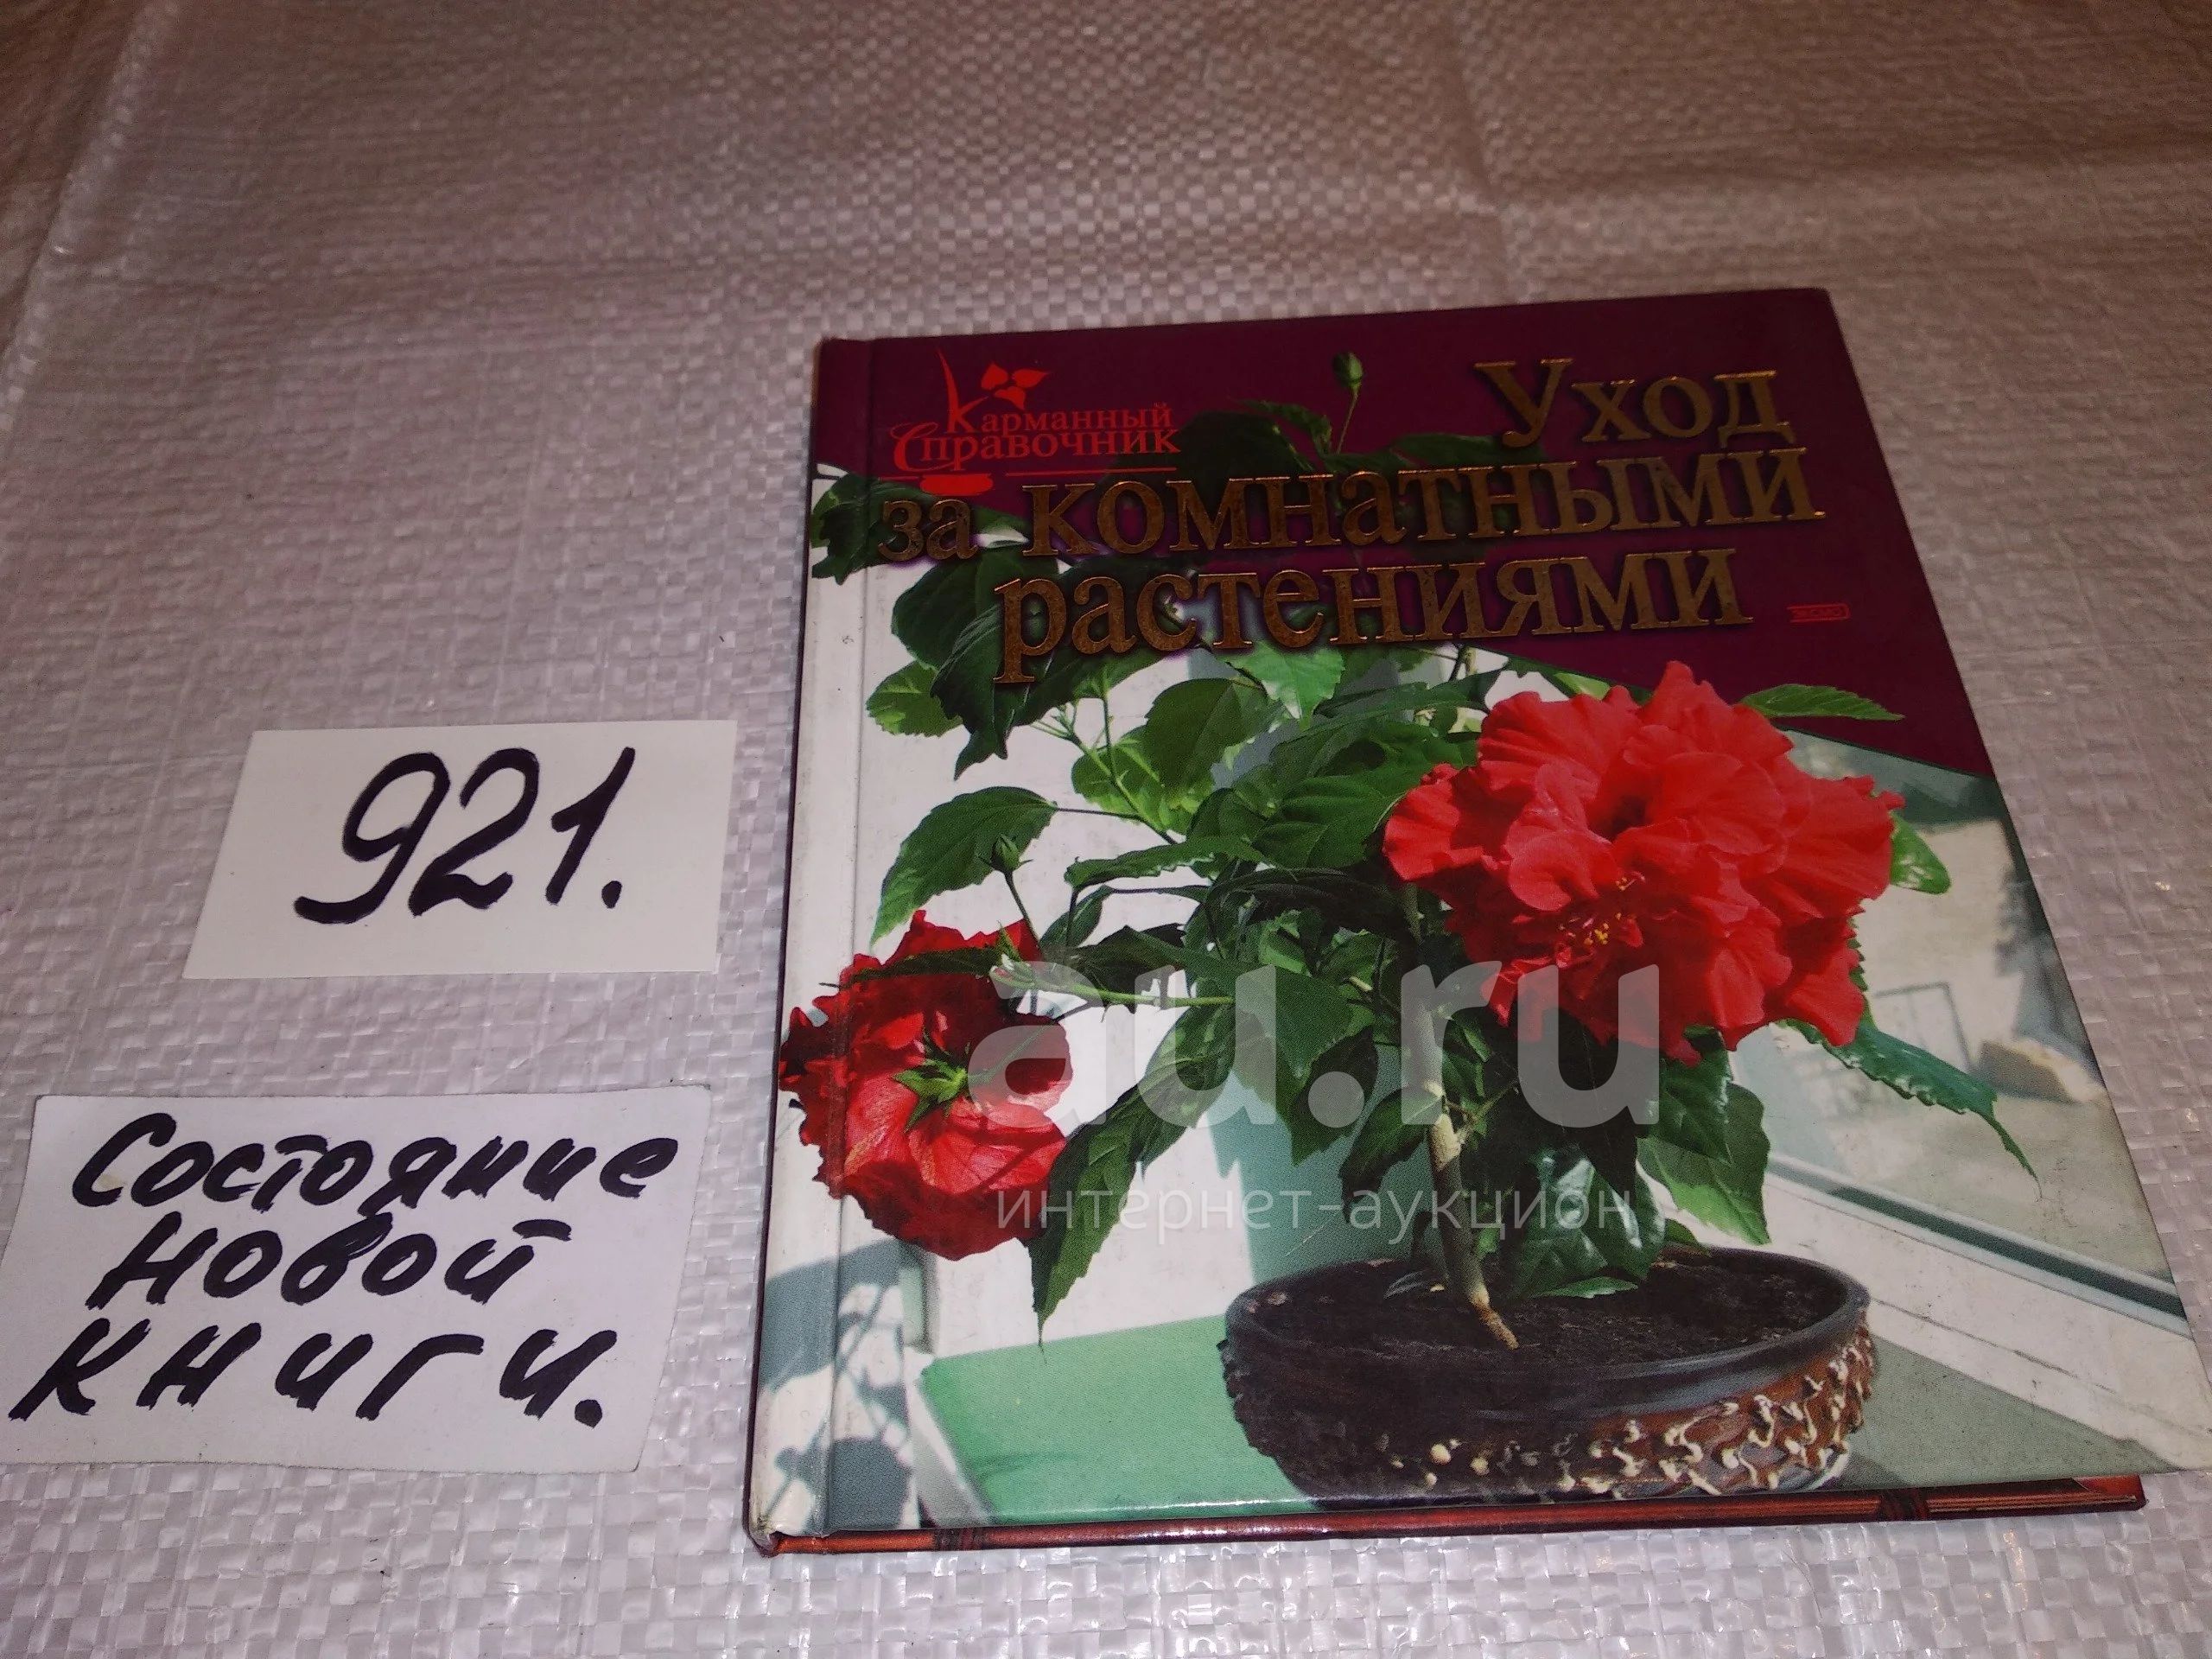 Карманный
Справочник
Уход
за комнатными
растениями
921.
Состояние
новой
книги.
au.ru
интернет-аукцион